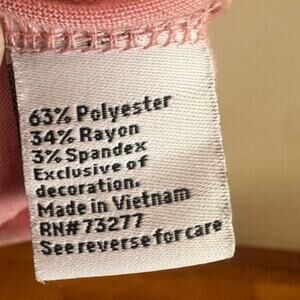 63% Polyester
34% Rayon
3% Spandex
Exclusive of
decoration.
Made in Vietnam
RN#73277
See reverse for care